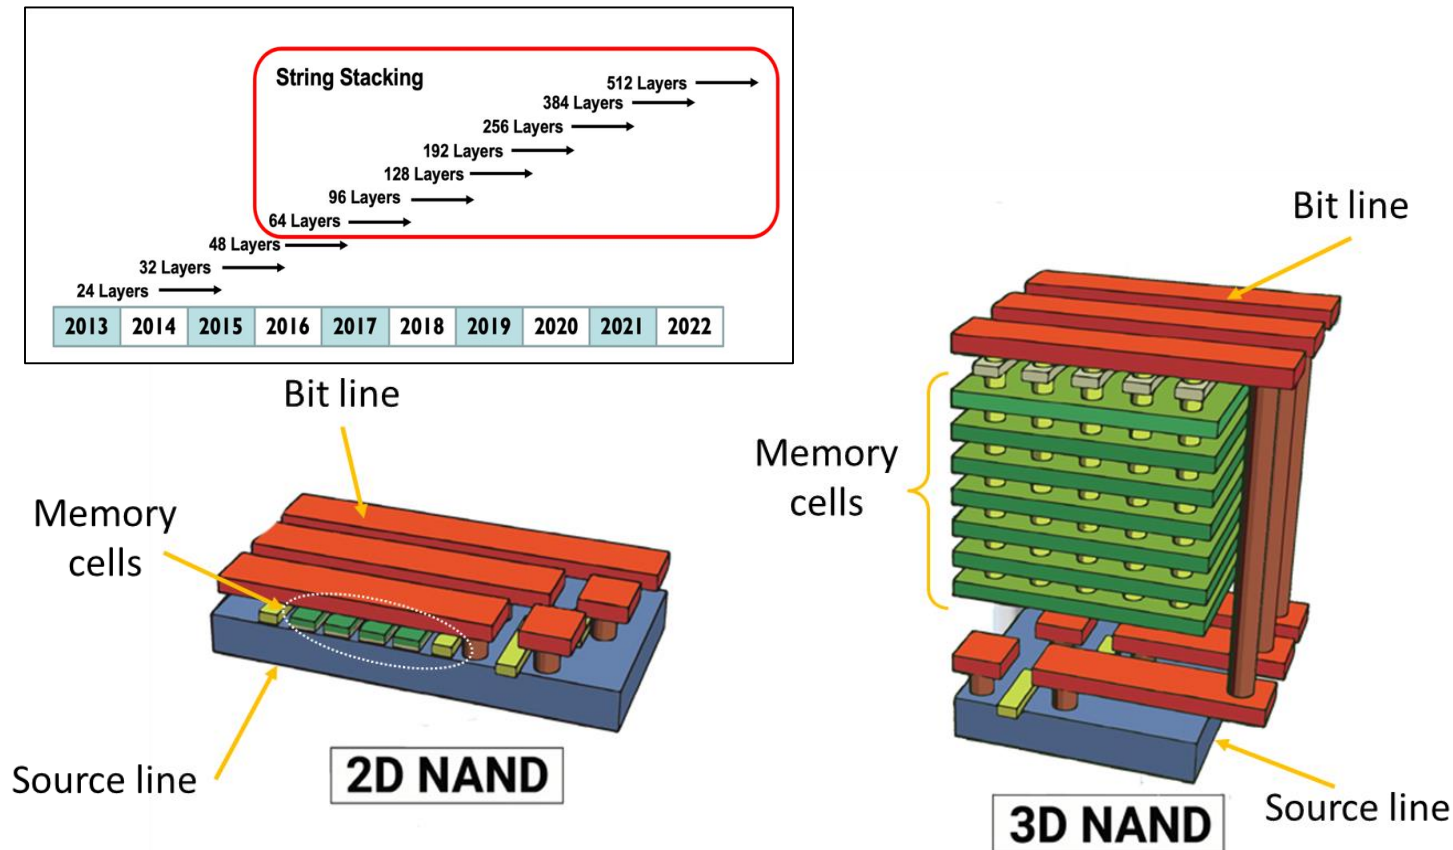 String Stacking
512 Layers
384 Layers
256 Layers
192 Layers
128 Layers
96 Layers
64 Layers
48 Layers
32 Layers
24 Layers
2013 2014 2015 2016 2017 2018 2019 2020 2021 2022
Bit line
Memory
cells
Source line
2D NAND
Bit line
Memory
cells
Source line
3D NAND